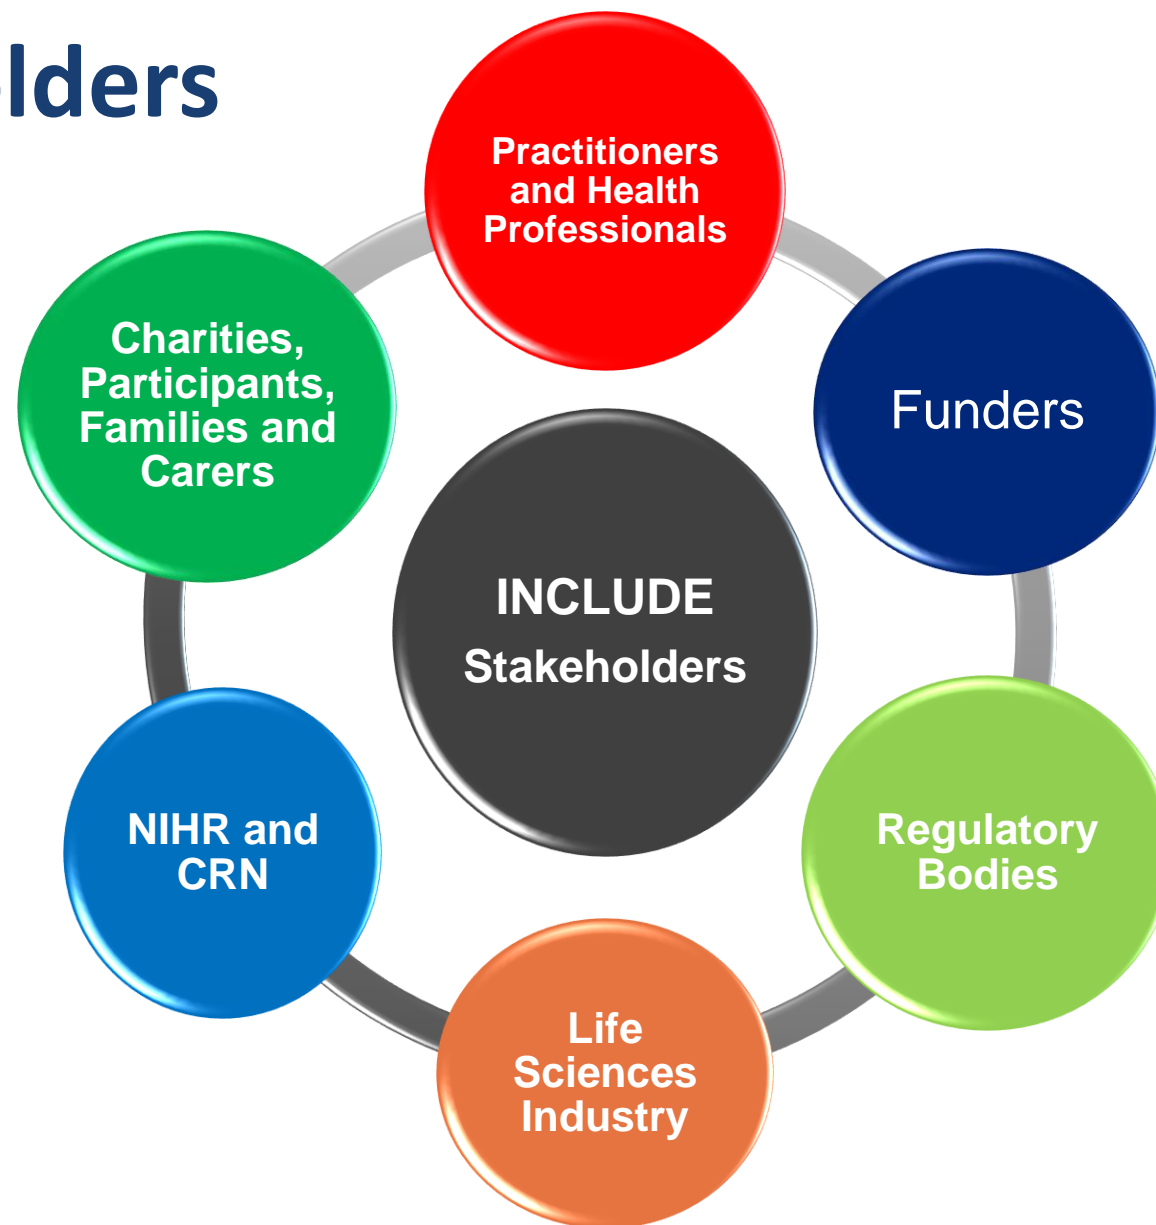 lders
Practitioners
and Health
Professionals
Funders
Regulatory
Bodies
Life
Sciences
Industry
NIHR and
CRN
Charities,
Participants,
Families and
Carers
INCLUDE
Stakeholders